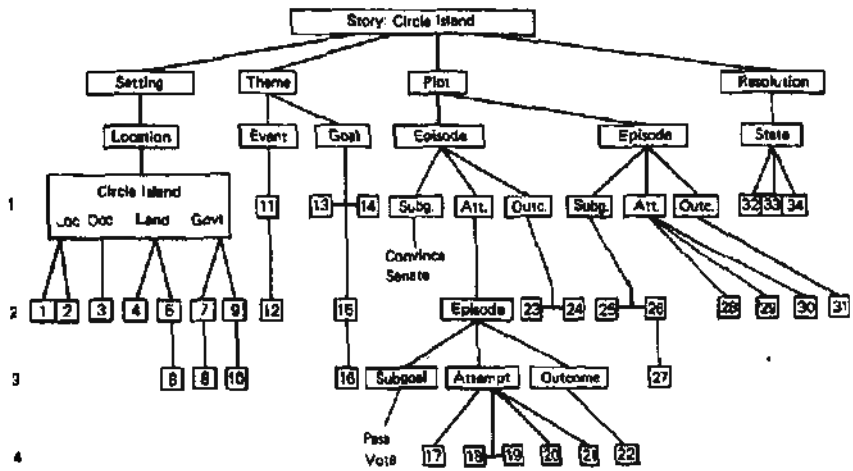 Story: Circle Island
Setting Theme Plot Resolution
Location Event Goal Episode Episode State
Circle Island
1 11 13 14 Subg. Att. Outc. Subg. Att. Outc. 32 33 34
Loc Occ Land Govt
Convince
Senate
2 1 2 3 4 5 7 9 12 15 Episode 23 24 25 26 28 29 30 31
3 6 8 10 16 Subgoal Attempt Outcome 27
Pass
Vote
4 17 18 19 20 21 22